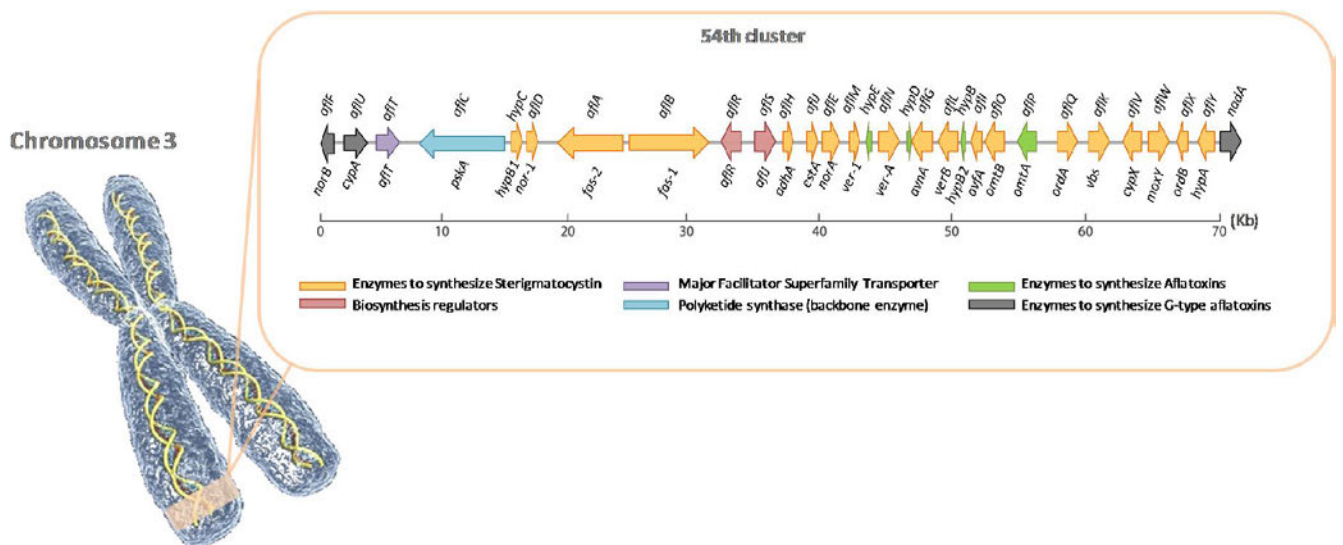 54th cluster
Chromosome 3
aflF aflU aflT aflC hypC aflD aflA aflB aflR aflS aflH aflJ aflE aflM hypE aflN hypD aflG aflL hypB aflI aflO aflP aflQ aflK aflV aflW aflX aflY nadA
norB cypA aflT pskA hypB1 nor-1 fas-2 fas-1 aflR aflJ adhA estA norA ver-1 ver-A avnA verB hypB2 avfA omtB omtA ordA vbs cypX moxY ordB hypA
0 10 20 30 40 50 60 70 (Kb)
Enzymes to synthesize Sterigmatocystin Major Facilitator Superfamily Transporter Enzymes to synthesize Aflatoxins
Biosynthesis regulators Polyketide synthase (backbone enzyme) Enzymes to synthesize G-type aflatoxins